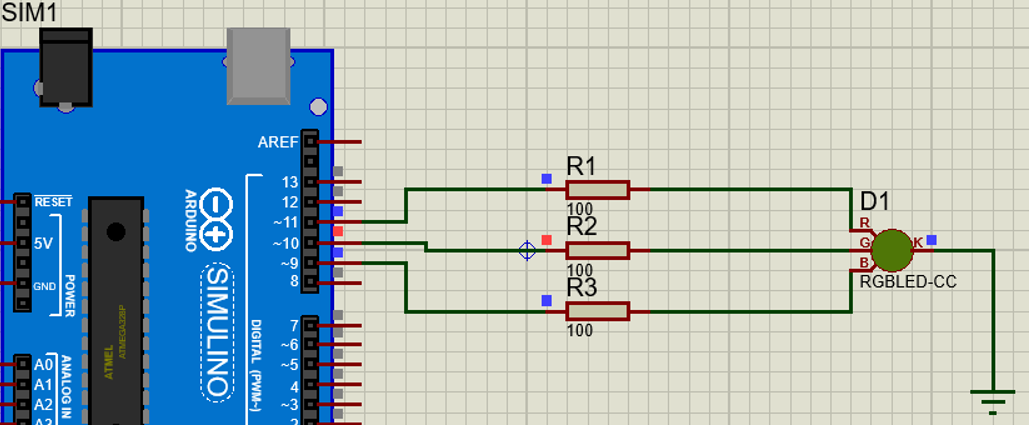 SIM1
AREF
13
12
~11
~10
~9
8
7
~6
~5
4
~3
RESET
5V
GND
POWER
A0
A1
A2
ANALOG IN
ATMEL
ATMEGA328P
ARDUINO
SIMULINO
DIGITAL (PWM~)
R1
100
R2
100
R3
100
D1
R
G
B
K
RGBLED-CC